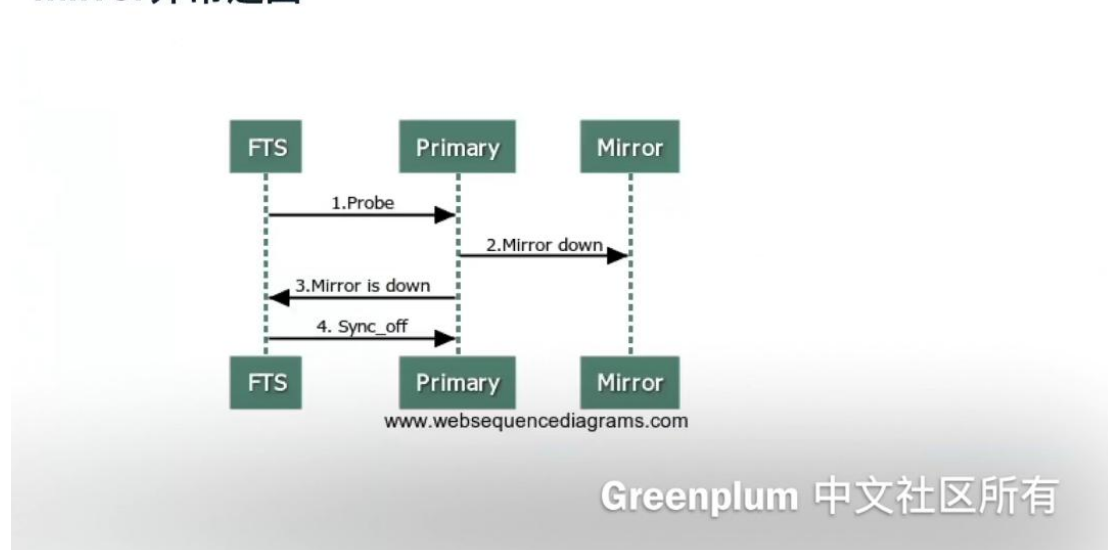 FTS Primary Mirror
1.Probe
2.Mirror down
3.Mirror is down
4. Sync_off
FTS Primary Mirror
www.websequencediagrams.com
Greenplum 中文社区所有